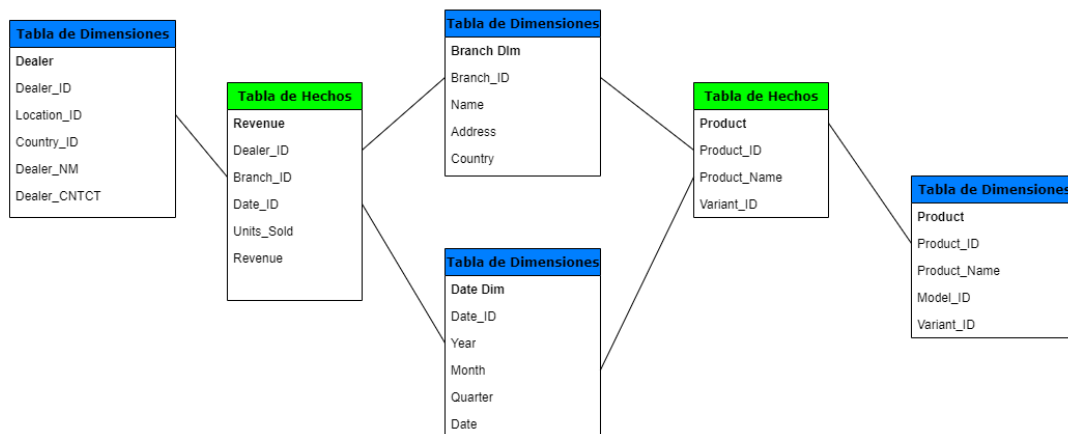 Tabla de Dimensiones
Dealer
Dealer_ID
Location_ID
Country_ID
Dealer_NM
Dealer_CNTCT
Tabla de Hechos
Revenue
Dealer_ID
Branch_ID
Date_ID
Units_Sold
Revenue
Tabla de Dimensiones
Branch DIm
Branch_ID
Name
Address
Country
Tabla de Dimensiones
Date Dim
Date_ID
Year
Month
Quarter
Date
Tabla de Hechos
Product
Product_ID
Product_Name
Variant_ID
Tabla de Dimensiones
Product
Product_ID
Product_Name
Model_ID
Variant_ID